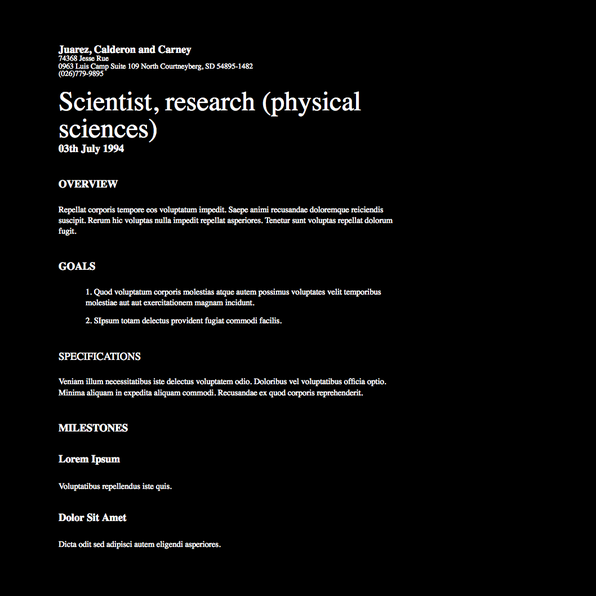 Juarez, Calderon and Carney
74368 Jesse Rue
0963 Luis Camp Suite 109 North Courtneyberg, SD 54895-1482
(026)779-9895
Scientist, research (physical
sciences)
03th July 1994
OVERVIEW
Repellat corporis tempore eos voluptatum impedit. Saepe animi recusandae doloremque reiciendis
suscipit. Rerum hic voluptas nulla impedit repellat asperiores. Tenetur sunt voluptas repellat dolorum
fugit.
GOALS
1. Quod voluptatum corporis molestias atque autem possimus voluptates velit temporibus
molestiae aut aut exercitationem magnam incidunt.
2. SIpsum totam delectus provident fugiat commodi facilis.
SPECIFICATIONS
Veniam illum necessitatibus iste delectus voluptatem odio. Doloribus vel voluptatibus officia optio.
Minima aliquam in expedita aliquam commodi. Recusandae ex quod corporis reprehenderit.
MILESTONES
Lorem Ipsum
Voluptatibus repellendus iste quis.
Dolor Sit Amet
Dicta odit sed adipisci autem eligendi asperiores.